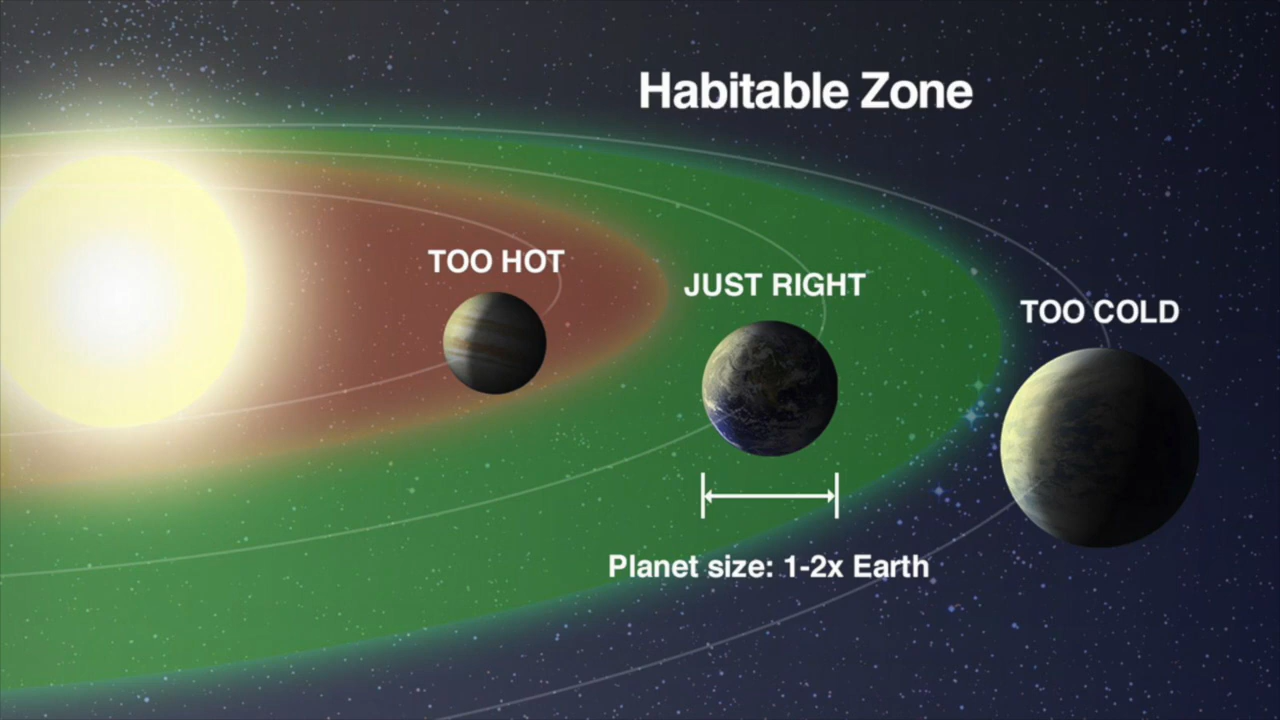 Habitable Zone
TOO HOT
JUST RIGHT
TOO COLD
Planet size: 1-2x Earth